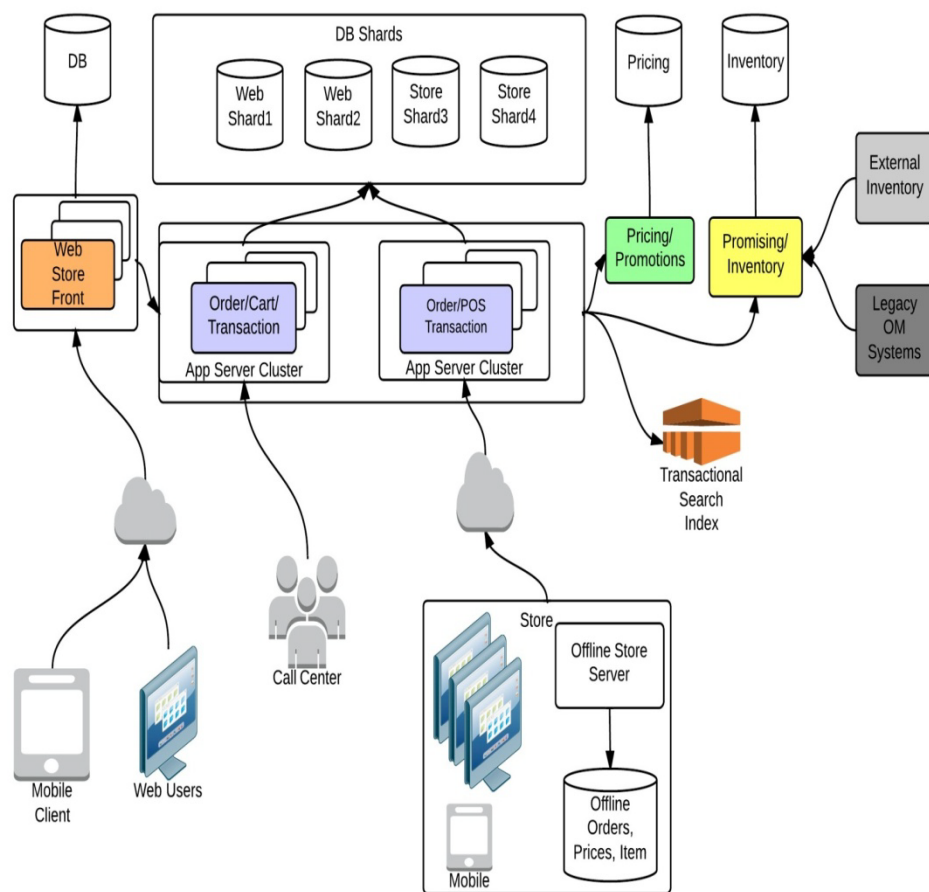 DB
DB Shards
Web
Shard1
Web
Shard2
Store
Shard3
Store
Shard4
Pricing
Inventory
External
Inventory
Web
Store
Front
Order/Cart/
Transaction
App Server Cluster
Order/POS
Transaction
App Server Cluster
Pricing/
Promotions
Promising/
Inventory
Legacy
OM
Systems
Transactional
Search
Index
Call Center
Mobile
Client
Web Users
Store
Offline Store
Server
Offline
Orders,
Prices, Item
Mobile